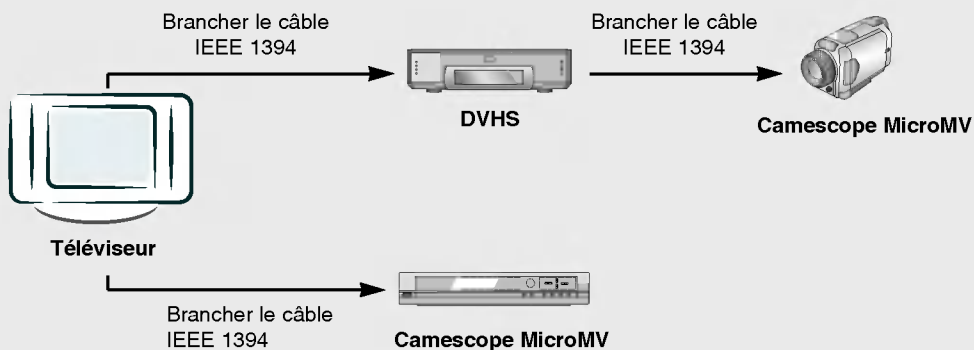 Brancher le câble
IEEE 1394
Brancher le câble
IEEE 1394
DVHS
Camescope MicroMV
Téléviseur
Brancher le câble
IEEE 1394
Camescope MicroMV